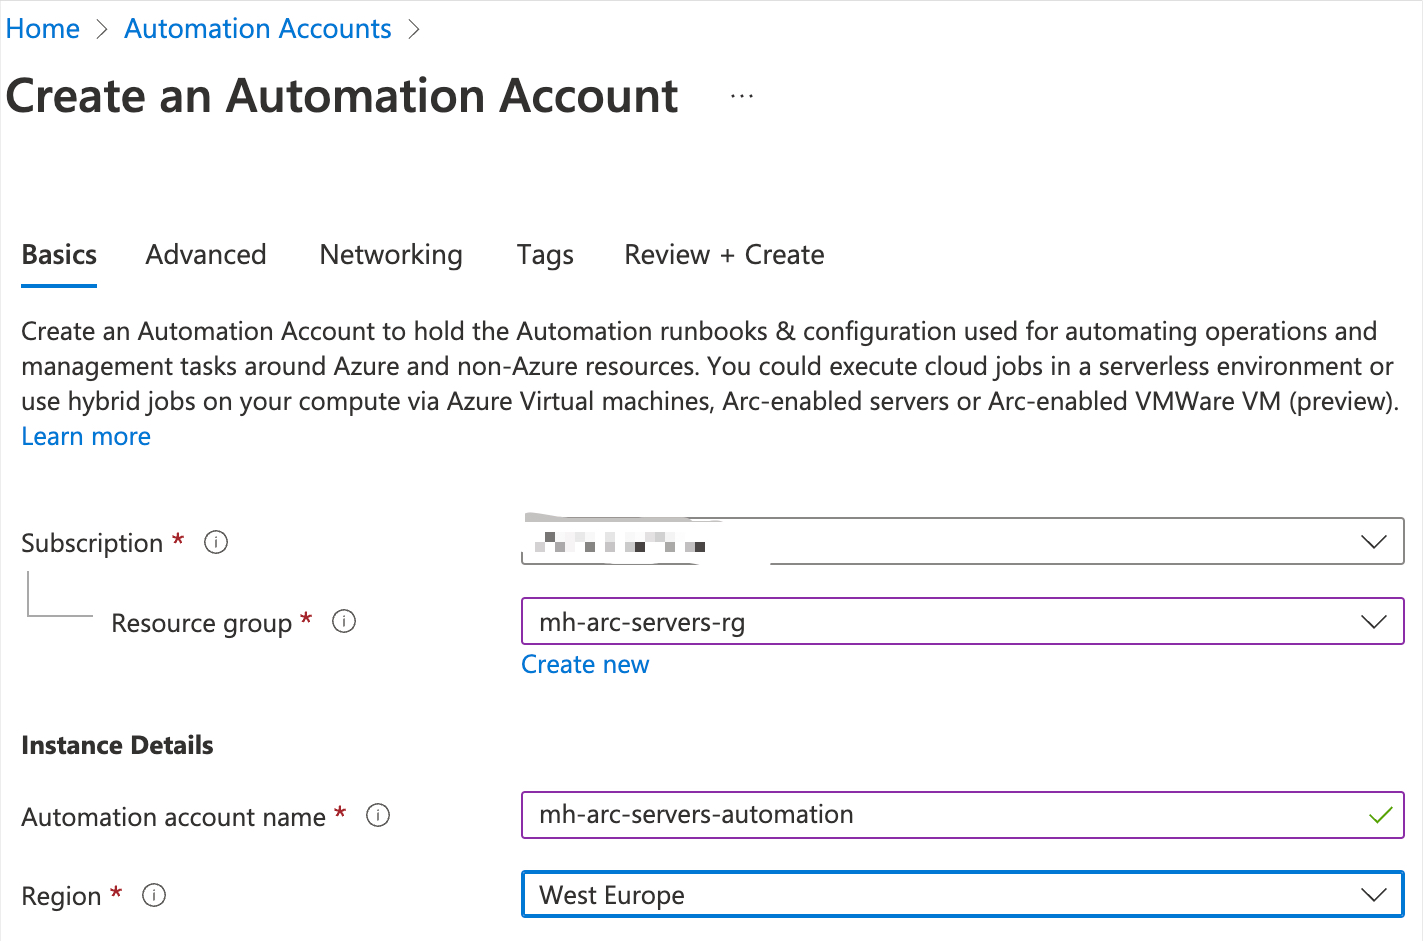 Home > Automation Accounts >
Create an Automation Account ...
Basics Advanced Networking Tags Review + Create
Create an Automation Account to hold the Automation runbooks & configuration used for automating operations and
management tasks around Azure and non-Azure resources. You could execute cloud jobs in a serverless environment or
use hybrid jobs on your compute via Azure Virtual machines, Arc-enabled servers or Arc-enabled VMWare VM (preview).
Learn more
Subscription *
Resource group * mh-arc-servers-rg
Create new
Instance Details
Automation account name * mh-arc-servers-automation
Region * West Europe